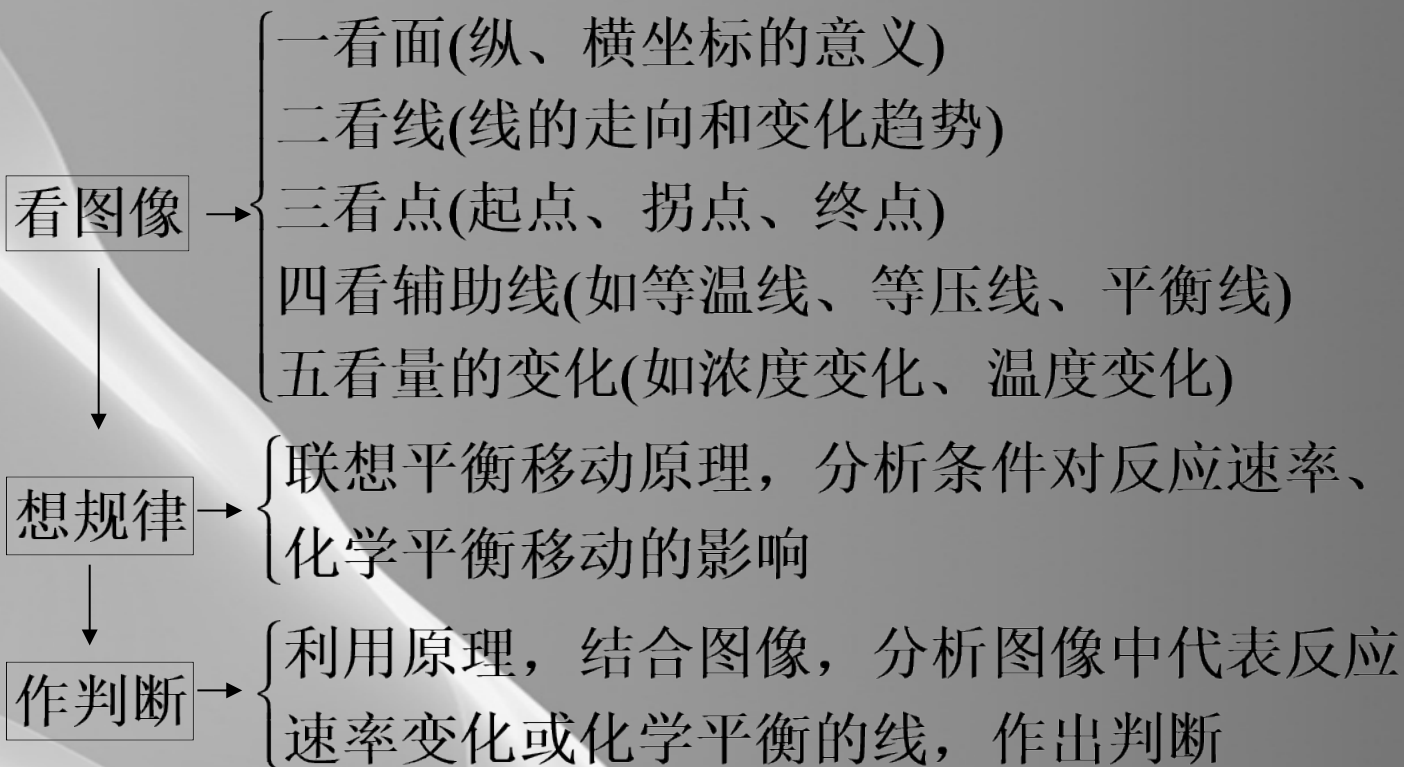 一看面(纵、横坐标的意义)
二看线(线的走向和变化趋势)
看图像
三看点(起点、拐点、终点)
四看辅助线(如等温线、等压线、平衡线)
五看量的变化(如浓度变化、温度变化)
想规律
联想平衡移动原理，分析条件对反应速率、
化学平衡移动的影响
作判断
利用原理，结合图像，分析图像中代表反应
速率变化或化学平衡的线，作出判断